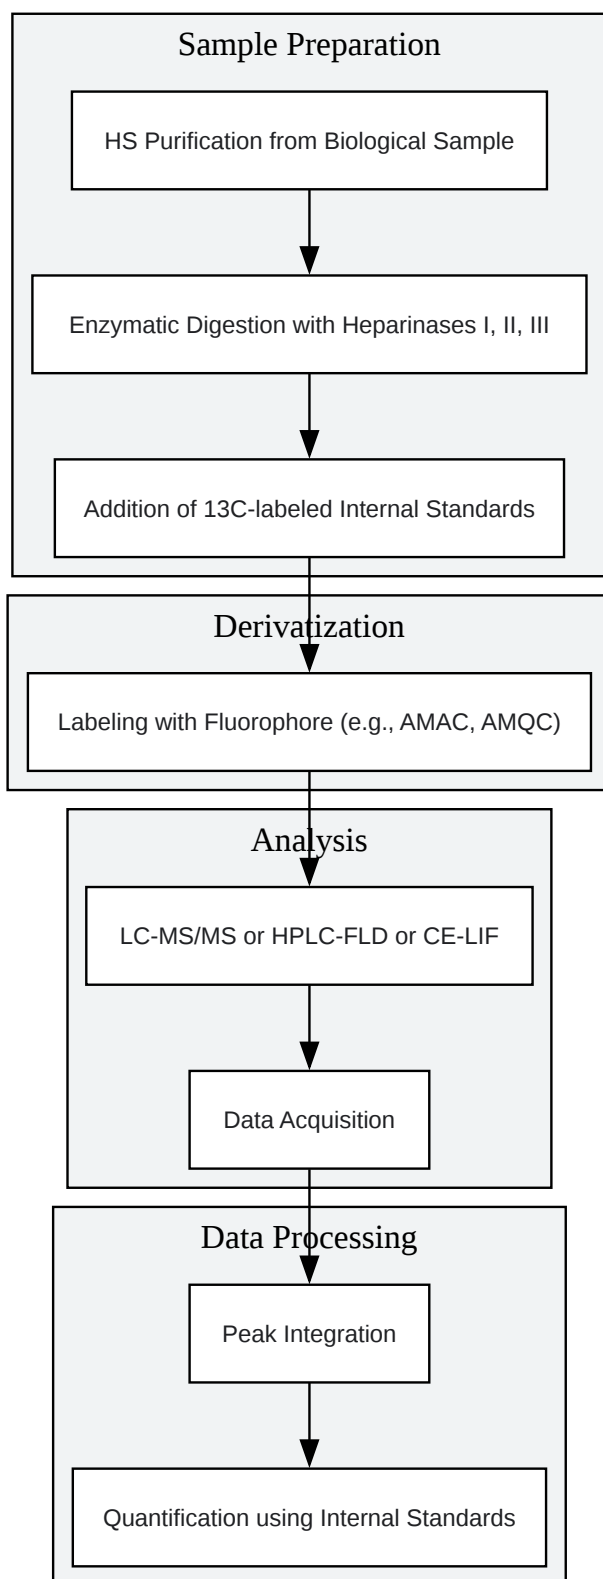 Sample Preparation
HS Purification from Biological Sample
Enzymatic Digestion with Heparinases I, II, III
Addition of 13C-labeled Internal Standards
Derivatization
Labeling with Fluorophore (e.g., AMAC, AMQC)
Analysis
LC-MS/MS or HPLC-FLD or CE-LIF
Data Acquisition
Data Processing
Peak Integration
Quantification using Internal Standards